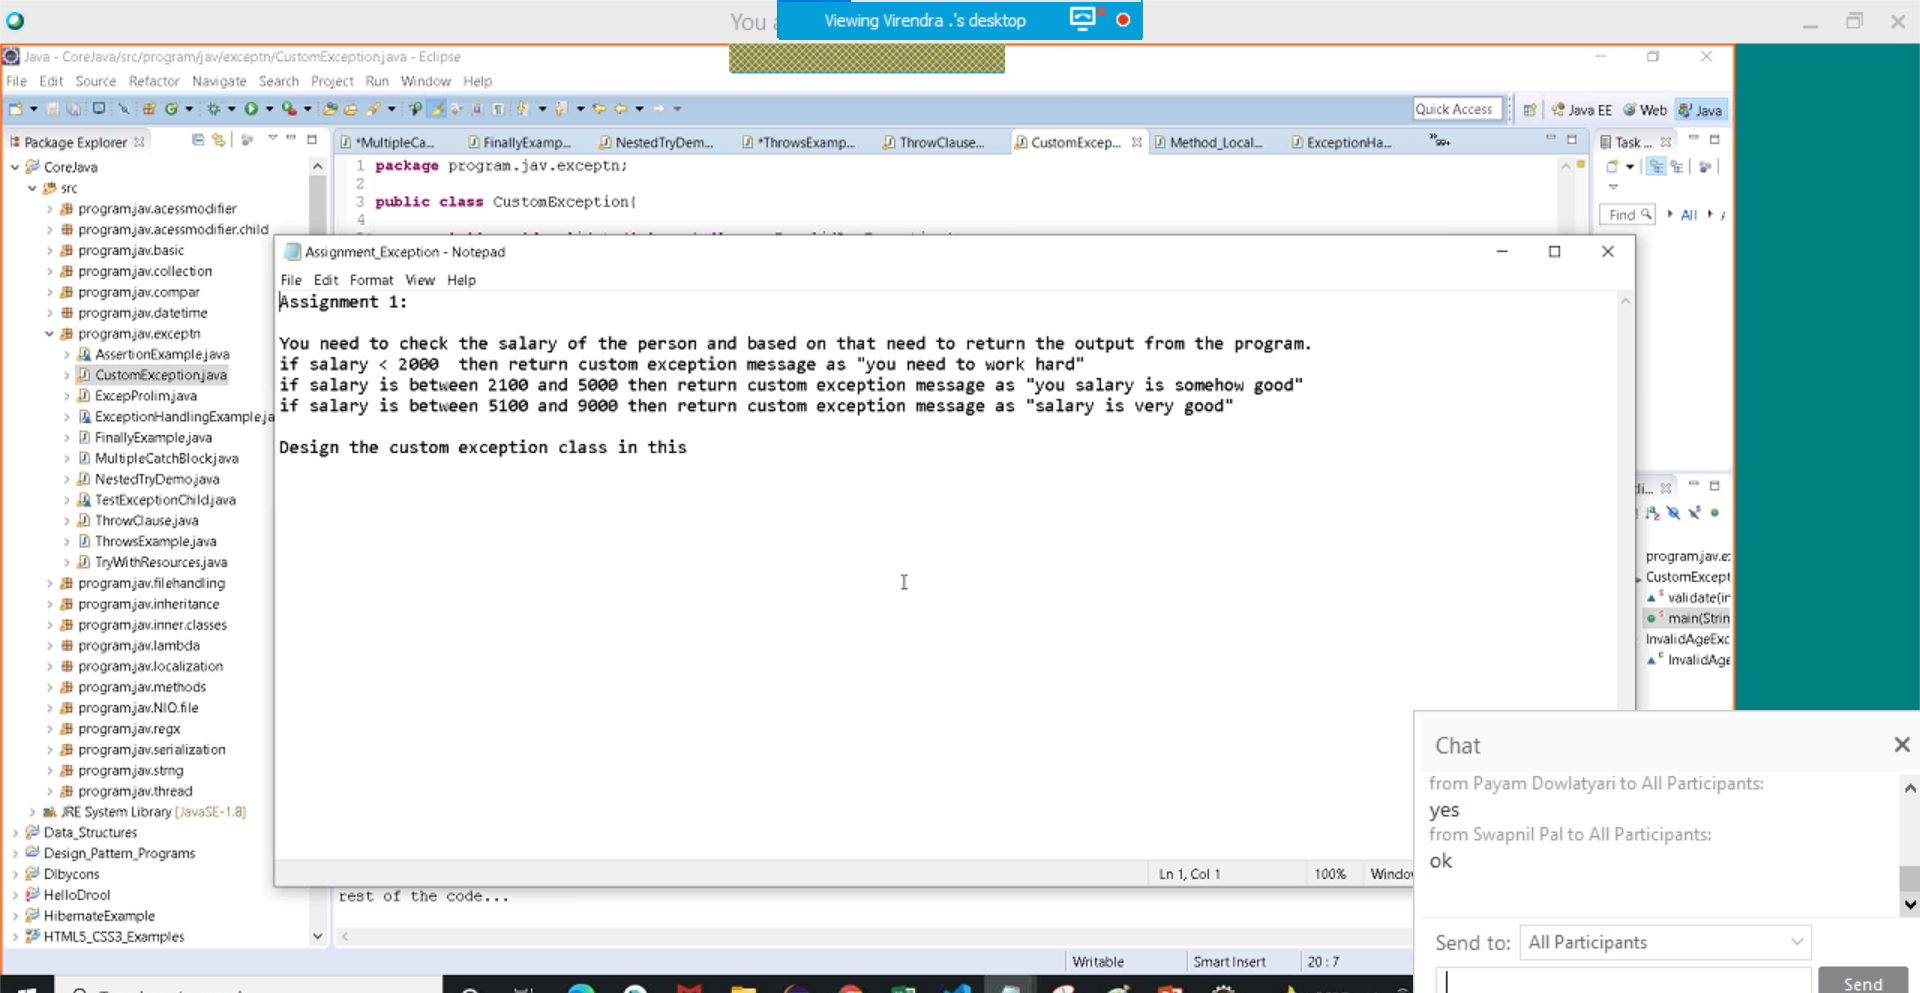 You a
Viewing Virendra .'s desktop
Java - CoreJava/src/program/jav/exceptn/CustomException.java - Eclipse
File Edit Source Refactor Navigate Search Project Run Window Help
Quick Access
Java EE
Web
Java
Package Explorer
*MultipleCa...
FinallyExamp...
NestedTryDem...
*ThrowsExamp...
ThrowClause...
CustomExcep...
Method_Local...
ExceptionHa...
99+
Task ...
CoreJava
src
program.jav.acessmodifier
program.jav.acessmodifier.child
program.jav.basic
program.jav.collection
program.jav.compar
program.jav.datetime
program.jav.exceptn
AssertionExample.java
CustomException.java
ExcepProlim.java
ExceptionHandlingExample.ja
FinallyExample.java
MultipleCatchBlock.java
NestedTryDemo.java
TestExceptionChild.java
ThrowClause.java
ThrowsExample.java
TryWithResources.java
program.jav.filehandling
program.jav.inheritance
program.jav.inner.classes
program.jav.lambda
program.jav.localization
program.jav.methods
program.jav.NIO.file
program.jav.regx
program.jav.serialization
program.jav.strng
program.jav.thread
JRE System Library [JavaSE-1.8]
Data_Structures
Design_Pattern_Programs
DIbycons
HelloDrool
HibernateExample
HTML5_CSS3_Examples
1 package program.jav.exceptn;
2
3 public class CustomException{
4
Find
All
Assignment_Exception - Notepad
File Edit Format View Help
Assignment 1:
You need to check the salary of the person and based on that need to return the output from the program.
if salary < 2000  then return custom exception message as "you need to work hard"
if salary is between 2100 and 5000 then return custom exception message as "you salary is somehow good"
if salary is between 5100 and 9000 then return custom exception message as "salary is very good"
Design the custom exception class in this
Ln 1, Col 1
100%
Windo
rest of the code...
program.jav.e
CustomExcept
validate(in
main(Strin
InvalidAgeExc
InvalidAge
Writable
Smart Insert
20 : 7
Chat
from Payam Dowlatyari to All Participants:
yes
from Swapnil Pal to All Participants:
ok
Send to:
All Participants
Send